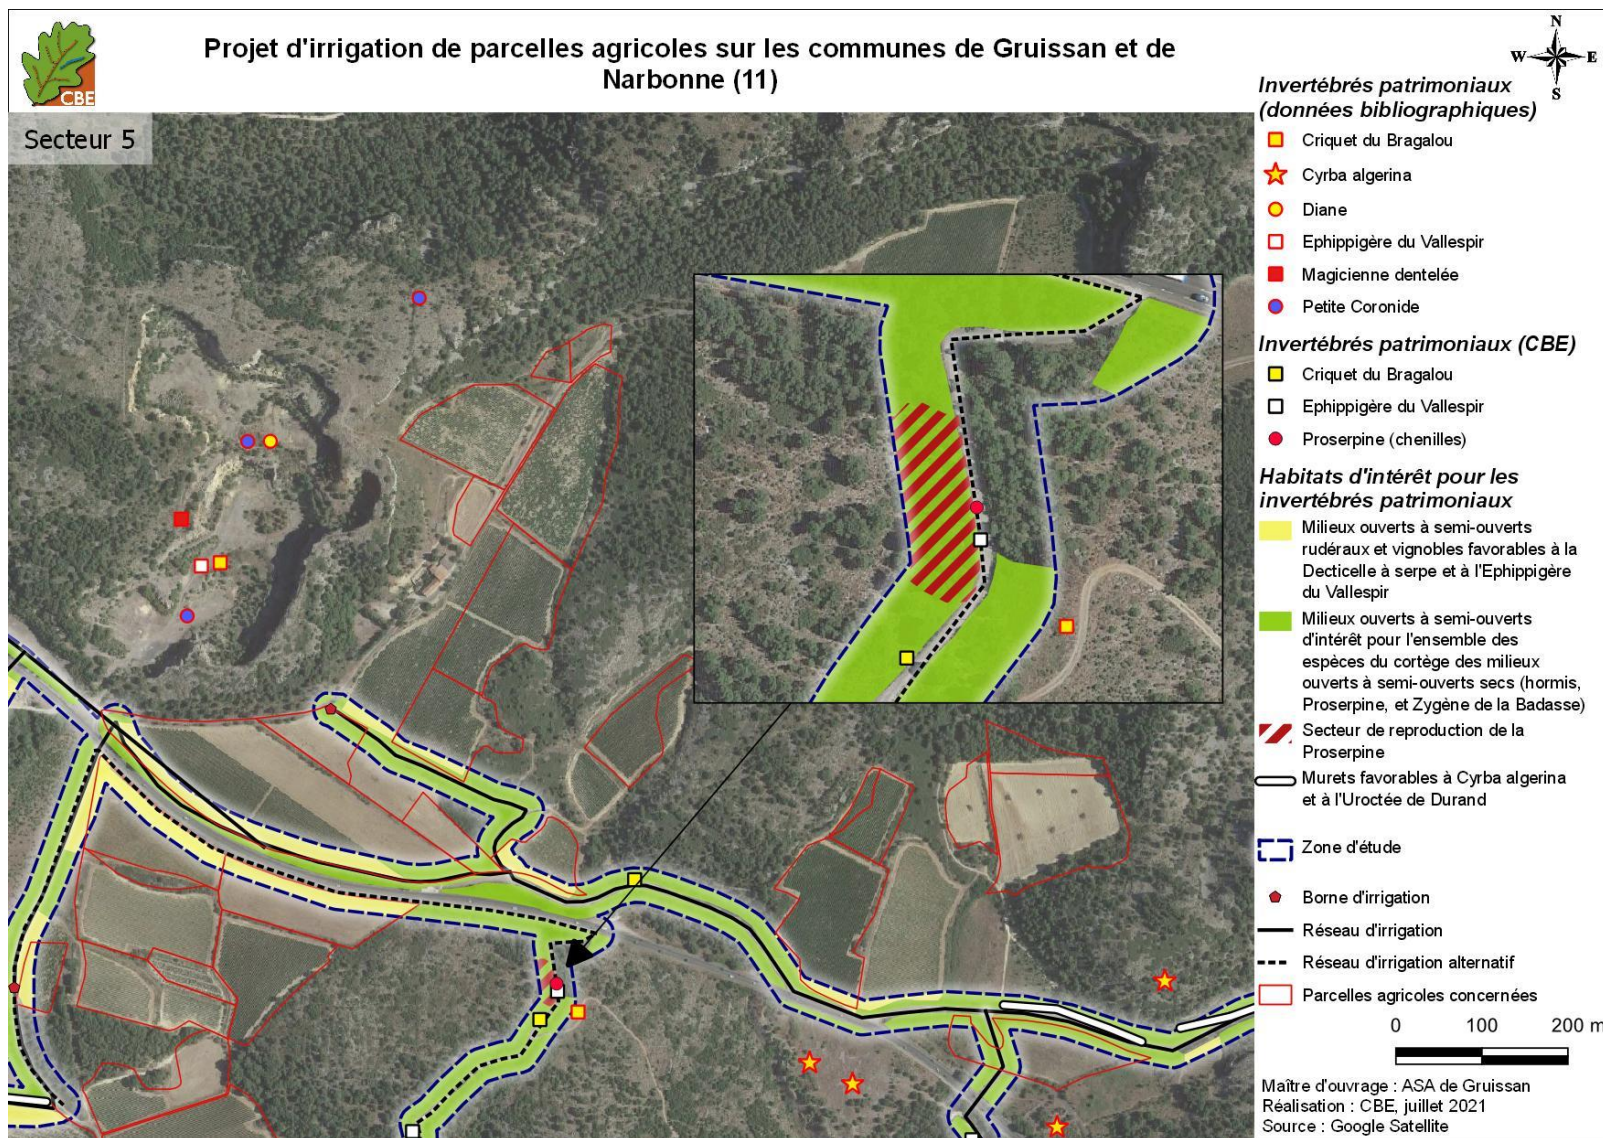 CBE
Projet d'irrigation de parcelles agricoles sur les communes de Gruissan et de
Narbonne (11)
N
W
E
S
Secteur 5
Invertébrés patrimoniaux
(données bibliographiques)
Criquet du Bragalou
Cyrba algerina
Diane
Ephippigère du Vallespir
Magicienne dentelée
Petite Coronide
Invertébrés patrimoniaux (CBE)
Criquet du Bragalou
Ephippigère du Vallespir
Proserpine (chenilles)
Habitats d'intérêt pour les
invertébrés patrimoniaux
Milieux ouverts à semi-ouverts
rudéraux et vignobles favorables à la
Decticelle à serpe et à l'Ephippigère
du Vallespir
Milieux ouverts à semi-ouverts
d'intérêt pour l'ensemble des
espèces du cortège des milieux
ouverts à semi-ouverts secs (hormis,
Proserpine, et Zygène de la Badasse)
Secteur de reproduction de la
Proserpine
Murets favorables à Cyrba algerina
et à l'Uroctée de Durand
Zone d'étude
Borne d'irrigation
Réseau d'irrigation
Réseau d'irrigation alternatif
Parcelles agricoles concernées
0 100 200 m
Maître d'ouvrage : ASA de Gruissan
Réalisation : CBE, juillet 2021
Source : Google Satellite